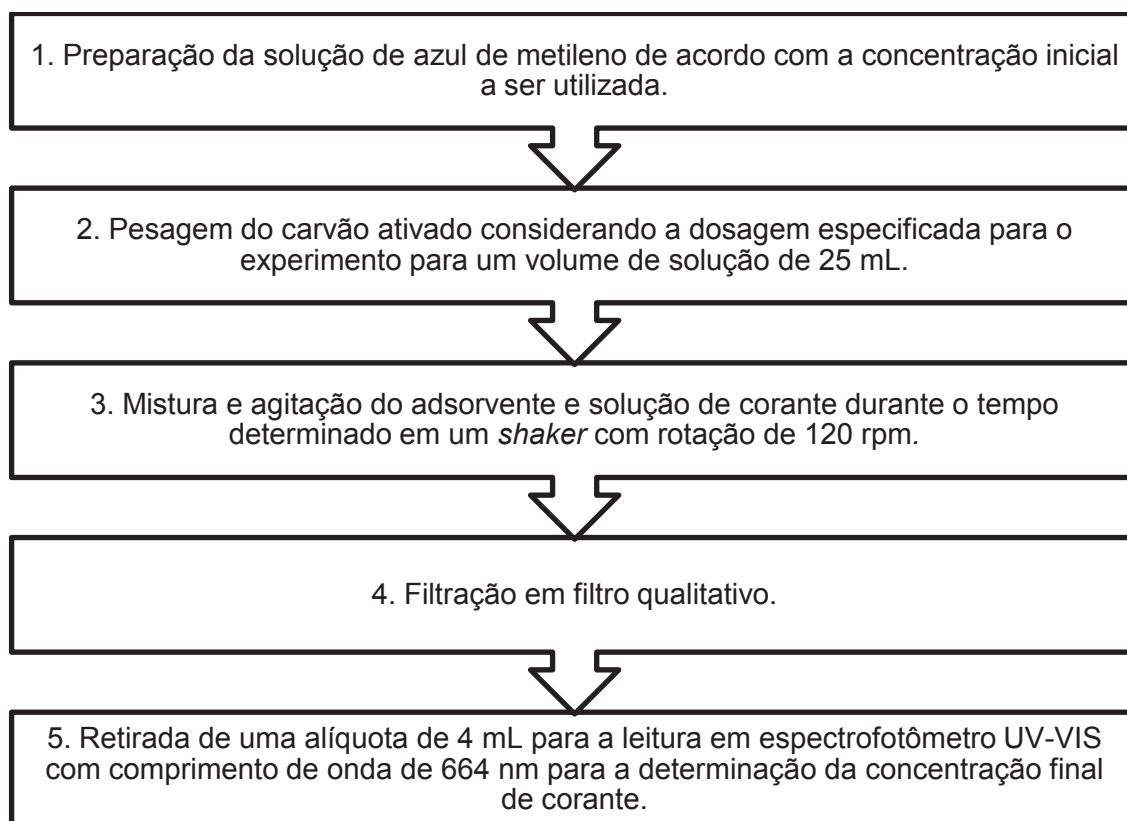 1. Preparação da solução de azul de metileno de acordo com a concentração inicial
a ser utilizada.
2. Pesagem do carvão ativado considerando a dosagem especificada para o
experimento para um volume de solução de 25 mL.
3. Mistura e agitação do adsorvente e solução de corante durante o tempo
determinado em um shaker com rotação de 120 rpm.
4. Filtração em filtro qualitativo.
5. Retirada de uma alíquota de 4 mL para a leitura em espectrofotômetro UV-VIS
com comprimento de onda de 664 nm para a determinação da concentração final
de corante.